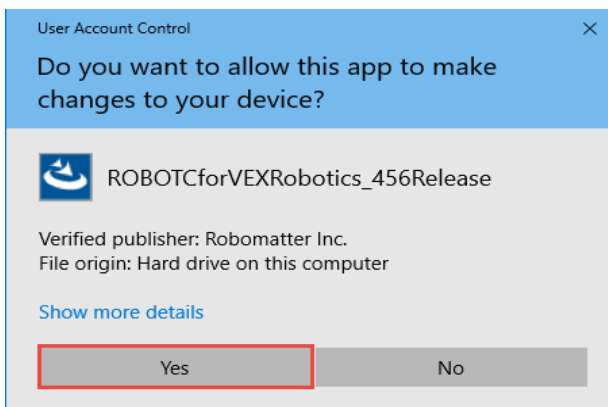 User Account Control
Do you want to allow this app to make
changes to your device?
ROBOTCforVEXRobotics_456Release
Verified publisher: Robomatter Inc.
File origin: Hard drive on this computer
Show more details
Yes
No